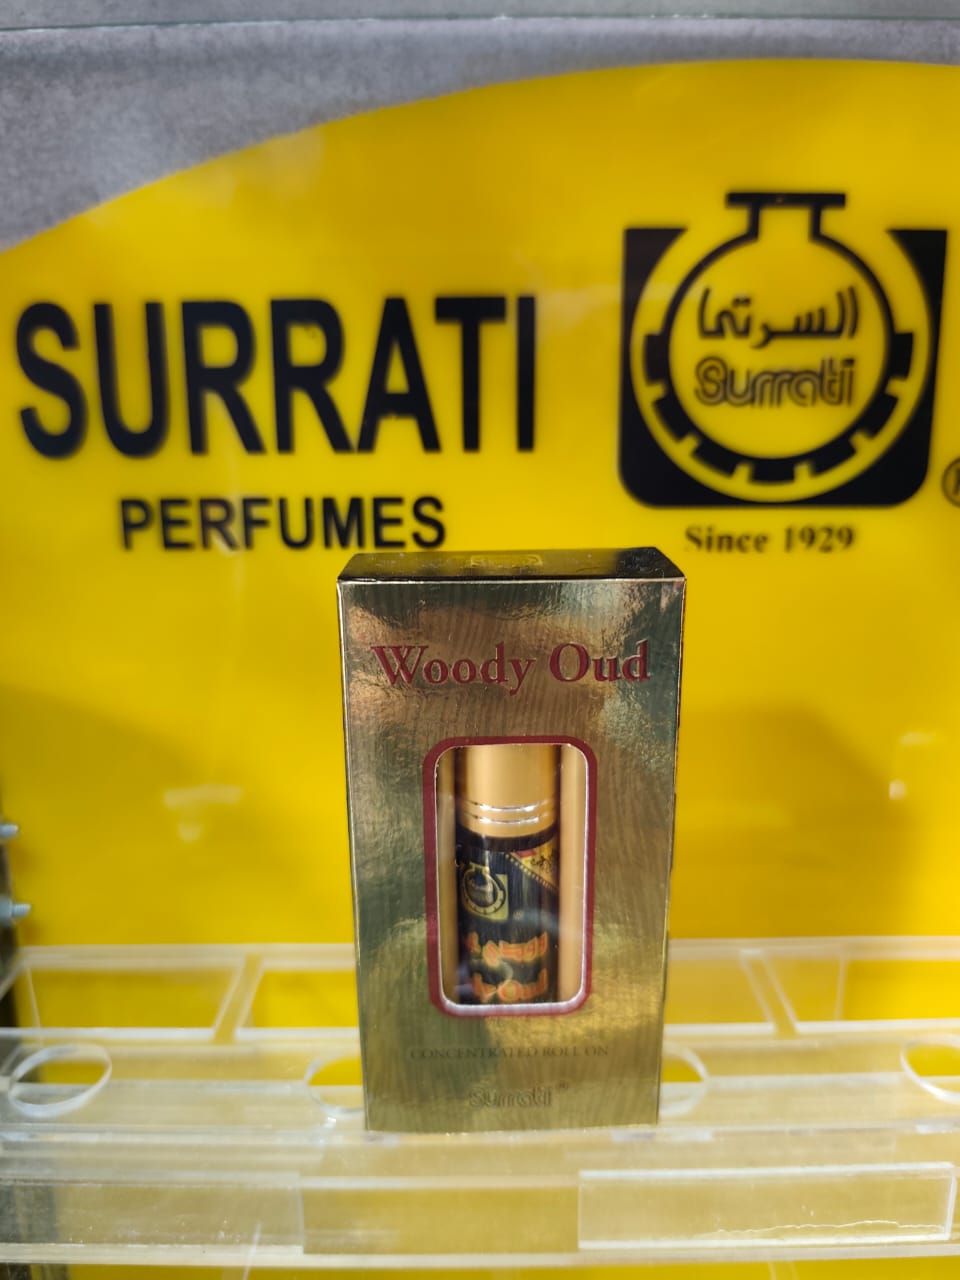 SURRATI
PERFUMES
السرتي
Surrati
Since 1929
Woody Oud
CONCENTRATED ROLL ON
Surrati